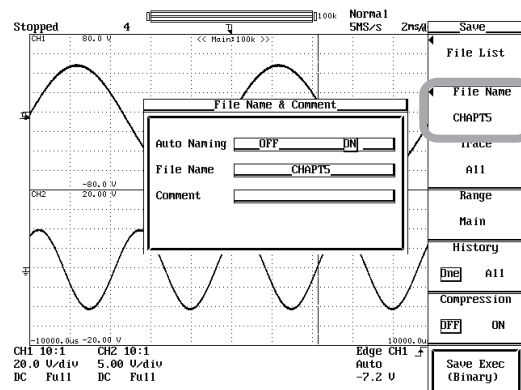 100k Normal
Stopped 4 5MS/s 2ms/d
CH1 80.0 V << Main:100k >>
-80.0 V
CH2 20.00 V
-10000.0us -20.00 V 10000.0u
CH1 10:1 CH2 10:1 Edge CH1
20.0 V/div 5.00 V/div Auto
DC Full DC Full -7.2 V
File Name & Comment
Auto Naming OFF ON
File Name CHAPT5
Comment
Save
File List
File Name
CHAPT5
Trace
All
Range
Main
History
One All
Compression
OFF ON
Save Exec
(Binary)